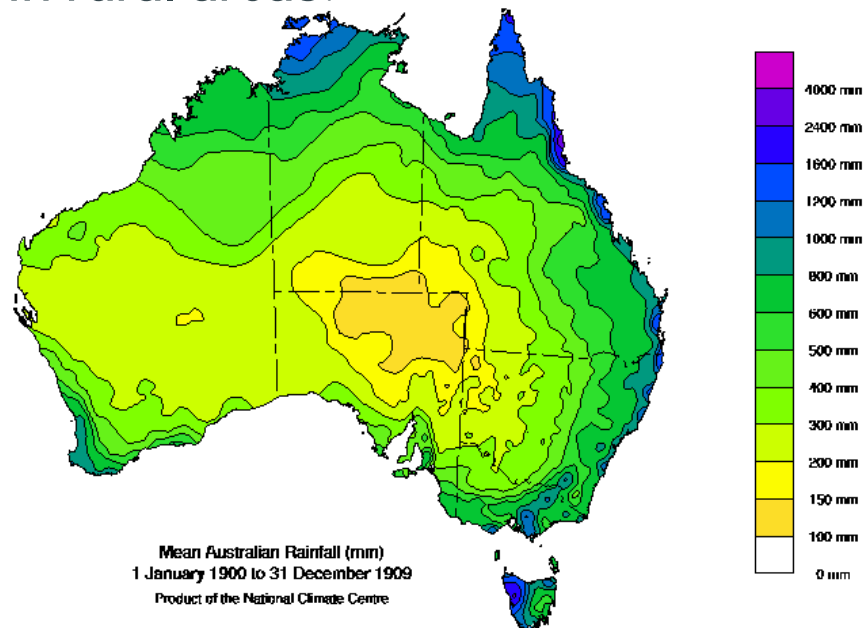 4000 mm
2400 mm
1600 mm
1200 mm
1000 mm
800 mm
600 mm
500 mm
400 mm
300 mm
200 mm
150 mm
100 mm
0 mm
Mean Australian Rainfall (mm)
1 January 1900 to 31 December 1909
Product of the National Climate Centre